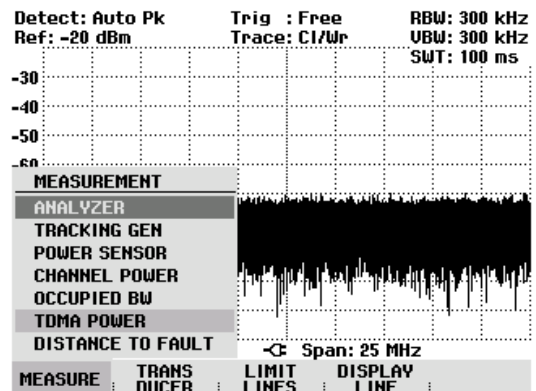 Detect: Auto Pk Trig : Free RBW: 300 kHz
Ref: -20 dBm Trace: Cl/Wr VBW: 300 kHz
SWT: 100 ms
-30
-40
-50
-60
MEASUREMENT
ANALYZER
TRACKING GEN
POWER SENSOR
CHANNEL POWER
OCCUPIED BW
TDMA POWER
DISTANCE TO FAULT
Span: 25 MHz
MEASURE TRANS LIMIT DISPLAY
DUCER LINES LINE